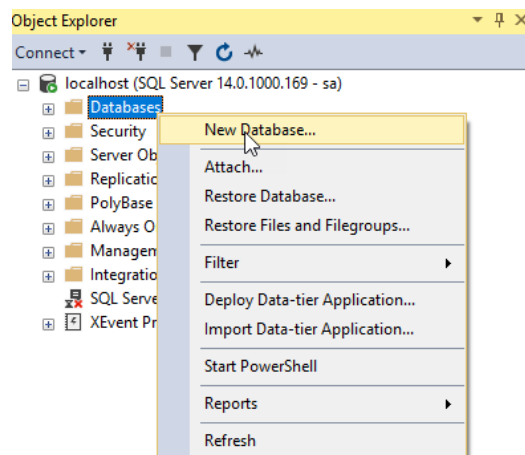 Object Explorer
Connect
localhost (SQL Server 14.0.1000.169 - sa)
Databases
Security
Server Ob
Replicatio
PolyBase
Always O
Managem
Integratio
SQL Serve
XEvent Pr
New Database...
Attach...
Restore Database...
Restore Files and Filegroups...
Filter
Deploy Data-tier Application...
Import Data-tier Application...
Start PowerShell
Reports
Refresh